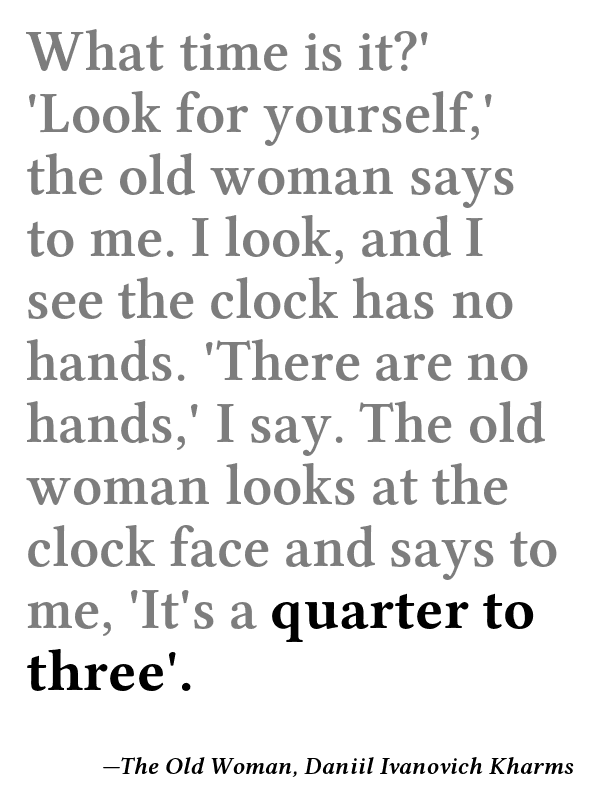 What time is it?'
'Look for yourself,'
the old woman says
to me. I look, and I
see the clock has no
hands. 'There are no
hands,' I say. The old
woman looks at the
clock face and says to
me, 'It's a quarter to
three'.
—The Old Woman, Daniil Ivanovich Kharms